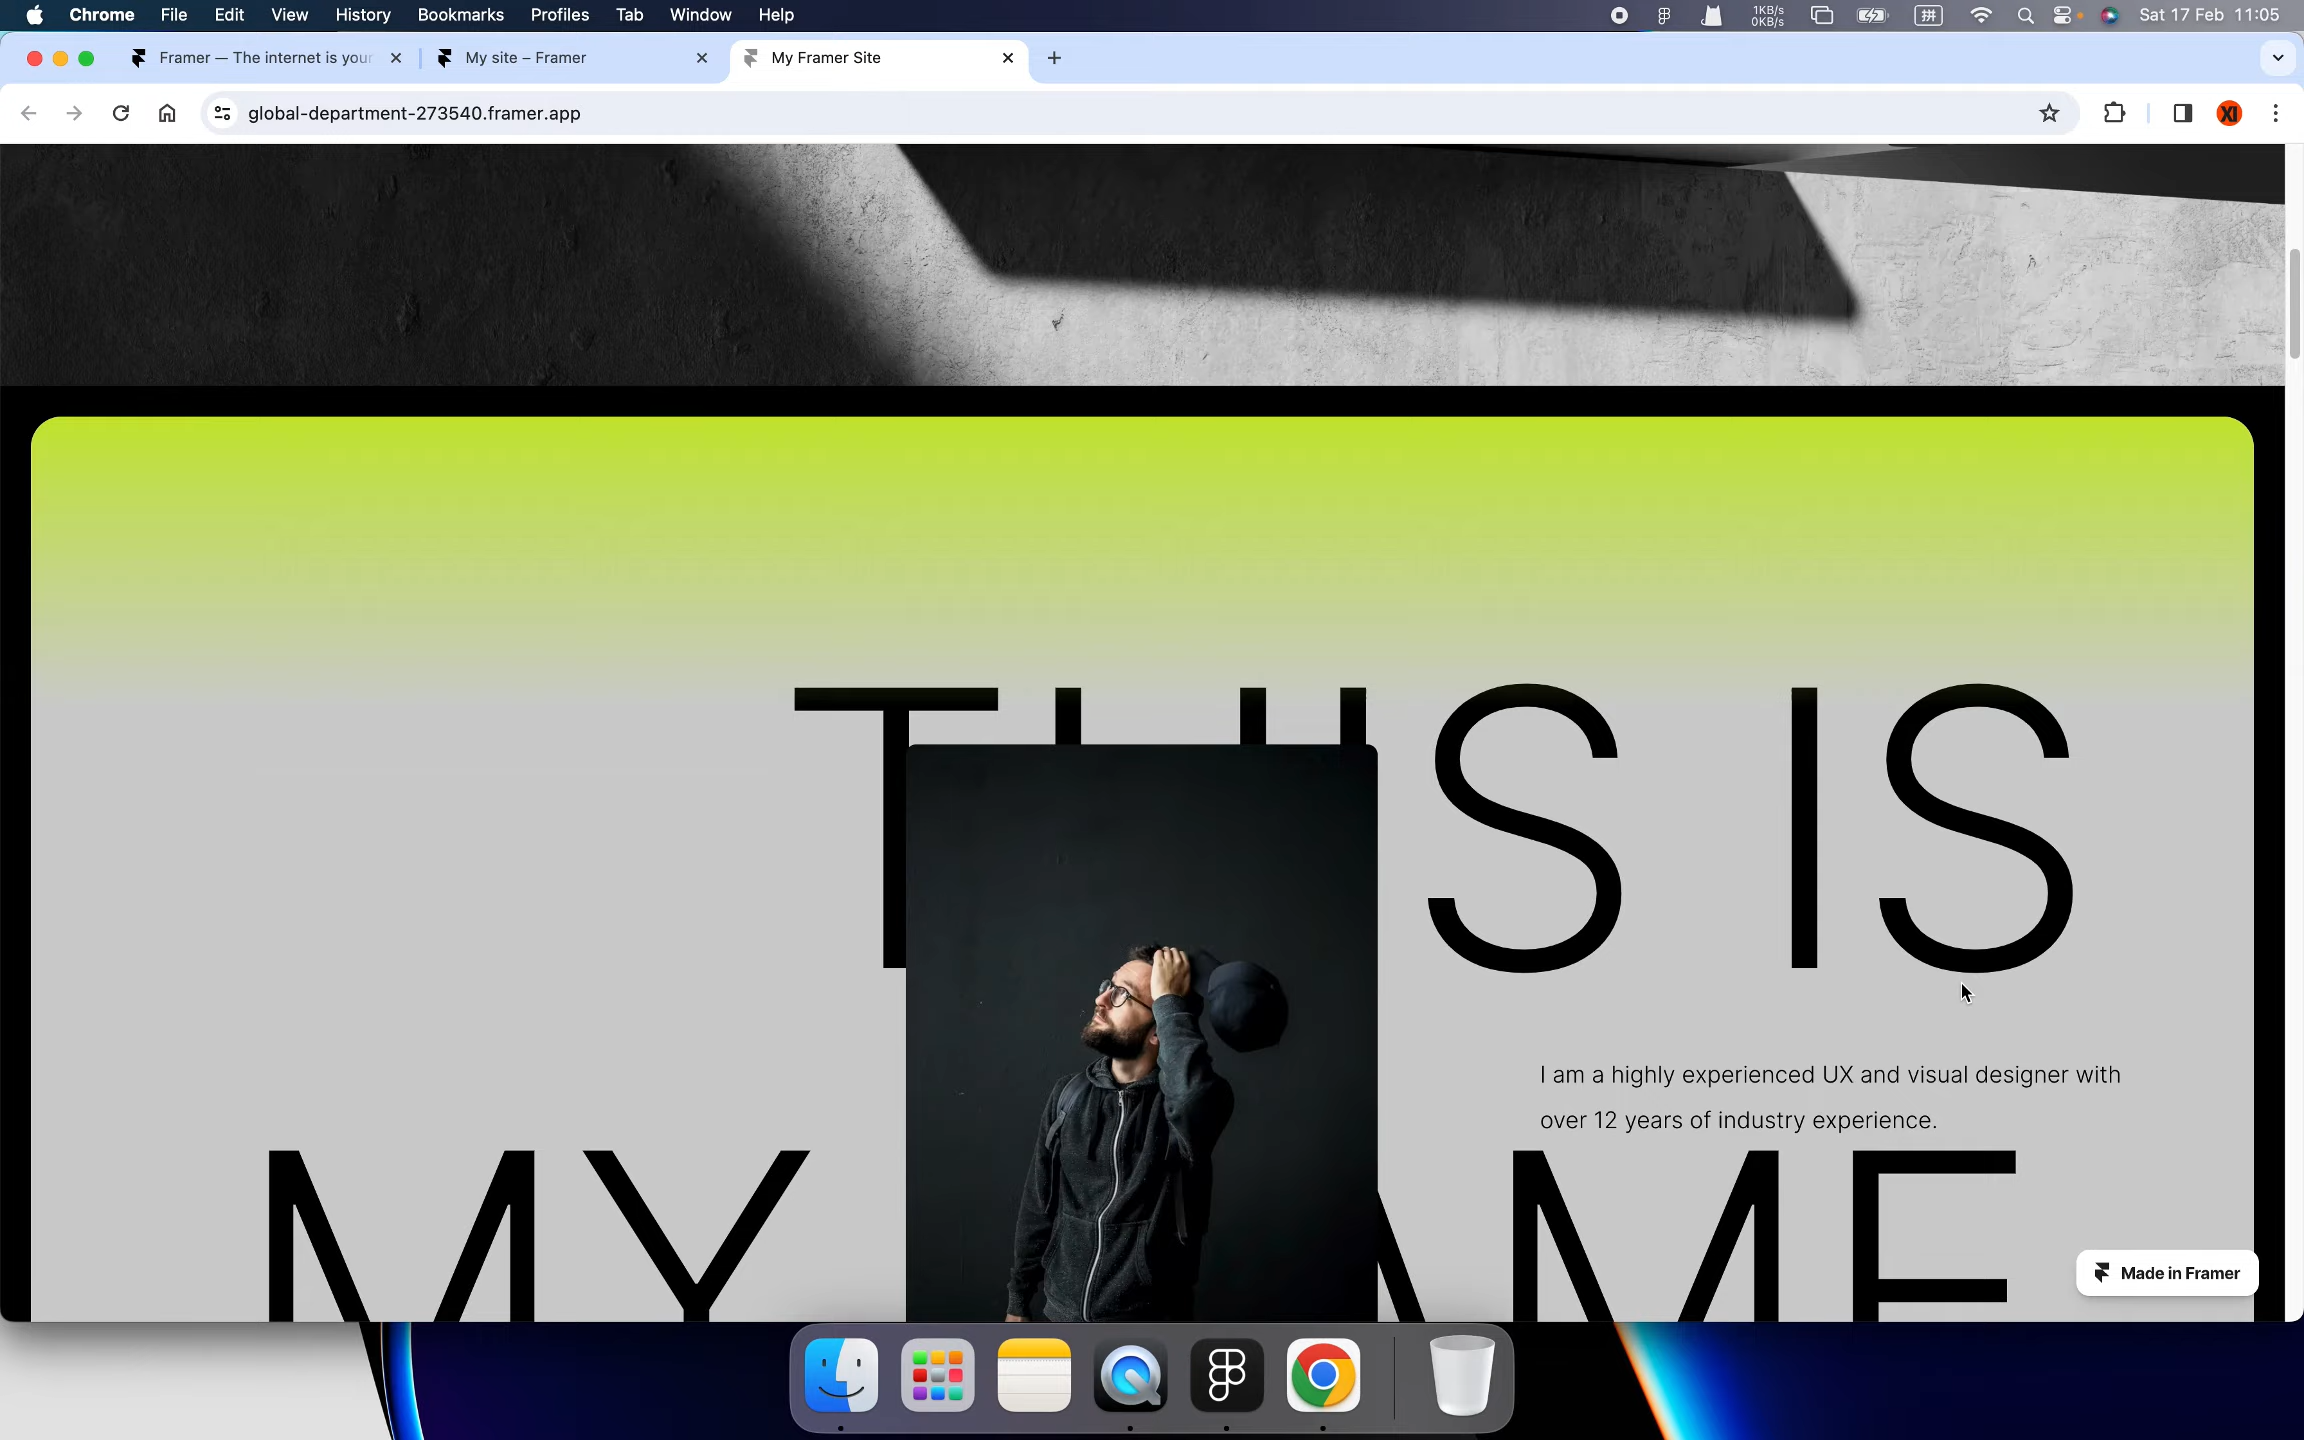 Chrome File Edit View History Bookmarks Profiles Tab Window Help 1KB/s 0KB/s Sat 17 Feb 11:05
Framer — The internet is your
My site – Framer
My Framer Site
global-department-273540.framer.app
XI
THIS IS
I am a highly experienced UX and visual designer with
over 12 years of industry experience.
MY NAME
Made in Framer